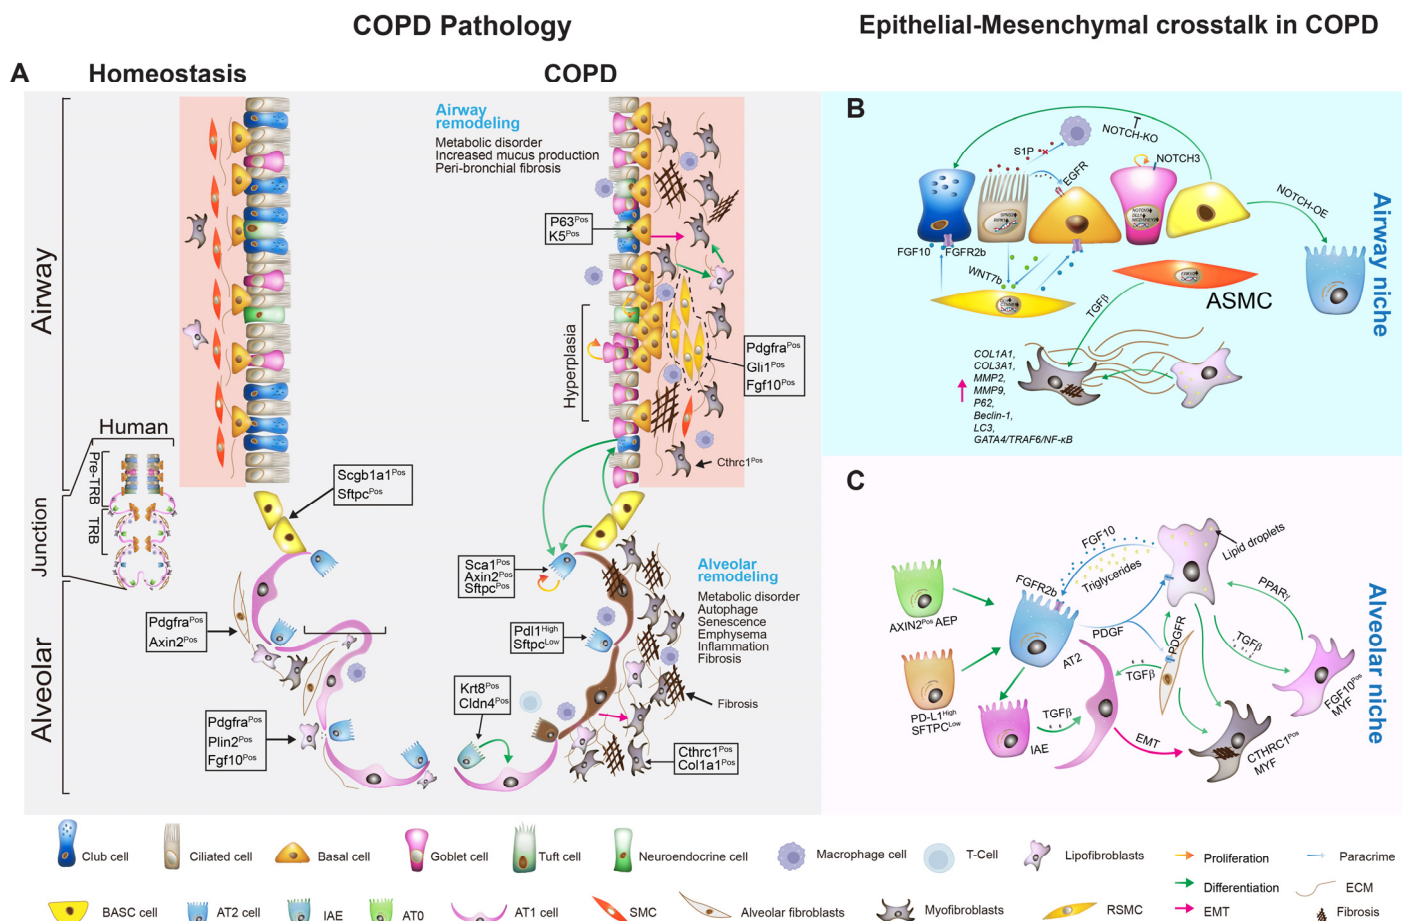 COPD Pathology
Epithelial-Mesenchymal crosstalk in COPD
A
Homeostasis
COPD
Airway
Junction
Alveolar
Human
Pre-TRB
TRB
Airway
remodeling
Metabolic disorder
Increased mucus production
Peri-bronchial fibrosis
P63Pos
K5Pos
Hyperplasia
Pdgfra Pos
Gli1Pos
Fgf10Pos
Cthrc1Pos
Scgb1a1Pos
SftpcPos
Sca1Pos
Axin2Pos
SftpcPos
Alveolar
remodeling
Metabolic disorder
Autophage
Senescence
Emphysema
Inflammation
Fibrosis
PdgfraPos
Axin2Pos
Pdl1High
SftpcLow
Krt8Pos
Cldn4Pos
Fibrosis
PdgfraPos
Plin2Pos
Fgf10Pos
Cthrc1Pos
Col1a1Pos
B
NOTCH-KO
S1P
EGFR
NOTCH3
NOTCH-OE
FGF10
FGFR2b
WNT7b
TGFβ
ASMC
COL1A1,
COL3A1,
MMP2,
MMP9,
P62,
Beclin-1,
LC3,
GATA4/TRAF6/NF-κB
Airway niche
C
FGF10
Triglycerides
Lipid droplets
FGFR2b
AXIN2Pos AEP
PDGF
PDGFR
PPARγ
TGFβ
AT2
TGFβ
PD-L1High
SFTPCLow
IAE
TGFβ
EMT
FGF10Pos
MYF
CTHRC1Pos
MYF
Alveolar niche
Club cell
Ciliated cell
Basal cell
Goblet cell
Tuft cell
Neuroendocrine cell
Macrophage cell
T-Cell
Lipofibroblasts
Proliferation
Paracrime
Differentiation
ECM
BASC cell
AT2 cell
IAE
AT0
AT1 cell
SMC
Alveolar fibroblasts
Myofibroblasts
RSMC
EMT
Fibrosis